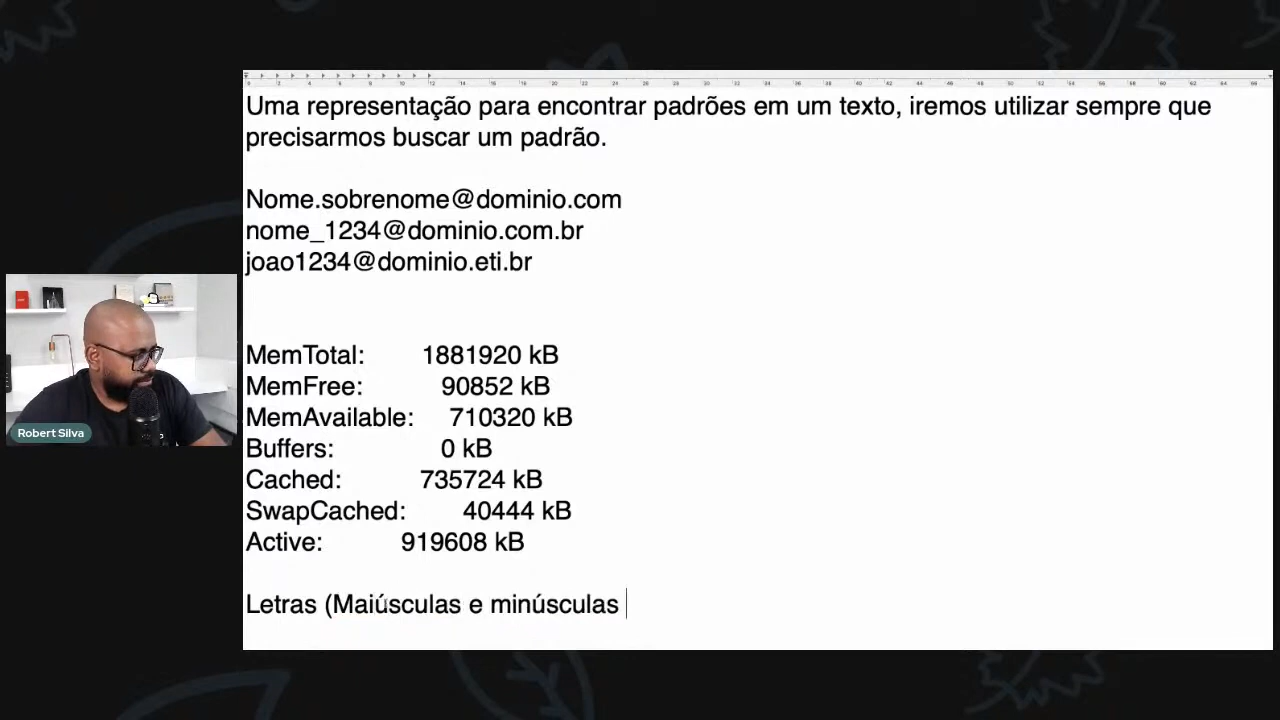 Uma representação para encontrar padrões em um texto, iremos utilizar sempre que
precisarmos buscar um padrão.
Nome.sobrenome@dominio.com
nome_1234@dominio.com.br
joao1234@dominio.eti.br
MemTotal: 1881920 kB
MemFree: 90852 kB
MemAvailable: 710320 kB
Buffers: 0 kB
Cached: 735724 kB
SwapCached: 40444 kB
Active: 919608 kB
Letras (Maiúsculas e minúsculas
Robert Silva